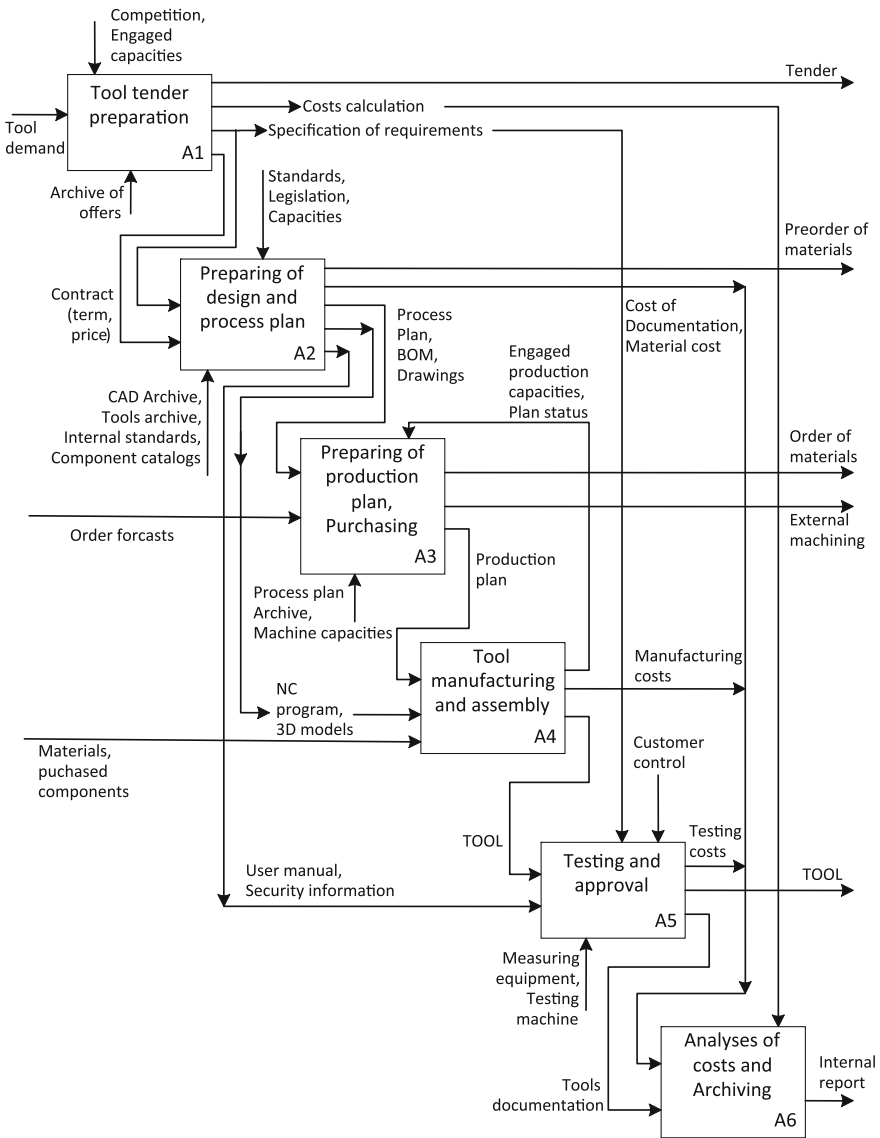 Competition,
Engaged
capacities
Tool tender
preparation
A1
Tool
demand
Archive of
offers
Tender
Costs calculation
Specification of requirements
Standards,
Legislation,
Capacities
Preorder of
materials
Preparing of
design and
process plan
A2
Contract
(term,
price)
Cost of
Documentation,
Material cost
Process
Plan,
BOM,
Drawings
Engaged
production
capacities,
Plan status
CAD Archive,
Tools archive,
Internal standards,
Component catalogs
Order of
materials
Preparing of
production
plan,
Purchasing
A3
External
machining
Order forcasts
Production
plan
Process plan
Archive,
Machine capacities
Tool
manufacturing
and assembly
A4
Manufacturing
costs
NC
program,
3D models
Materials,
puchased
components
Customer
control
TOOL
Testing
costs
Testing and
approval
A5
TOOL
User manual,
Security information
Measuring
equipment,
Testing
machine
Analyses of
costs and
Archiving
A6
Internal
report
Tools
documentation